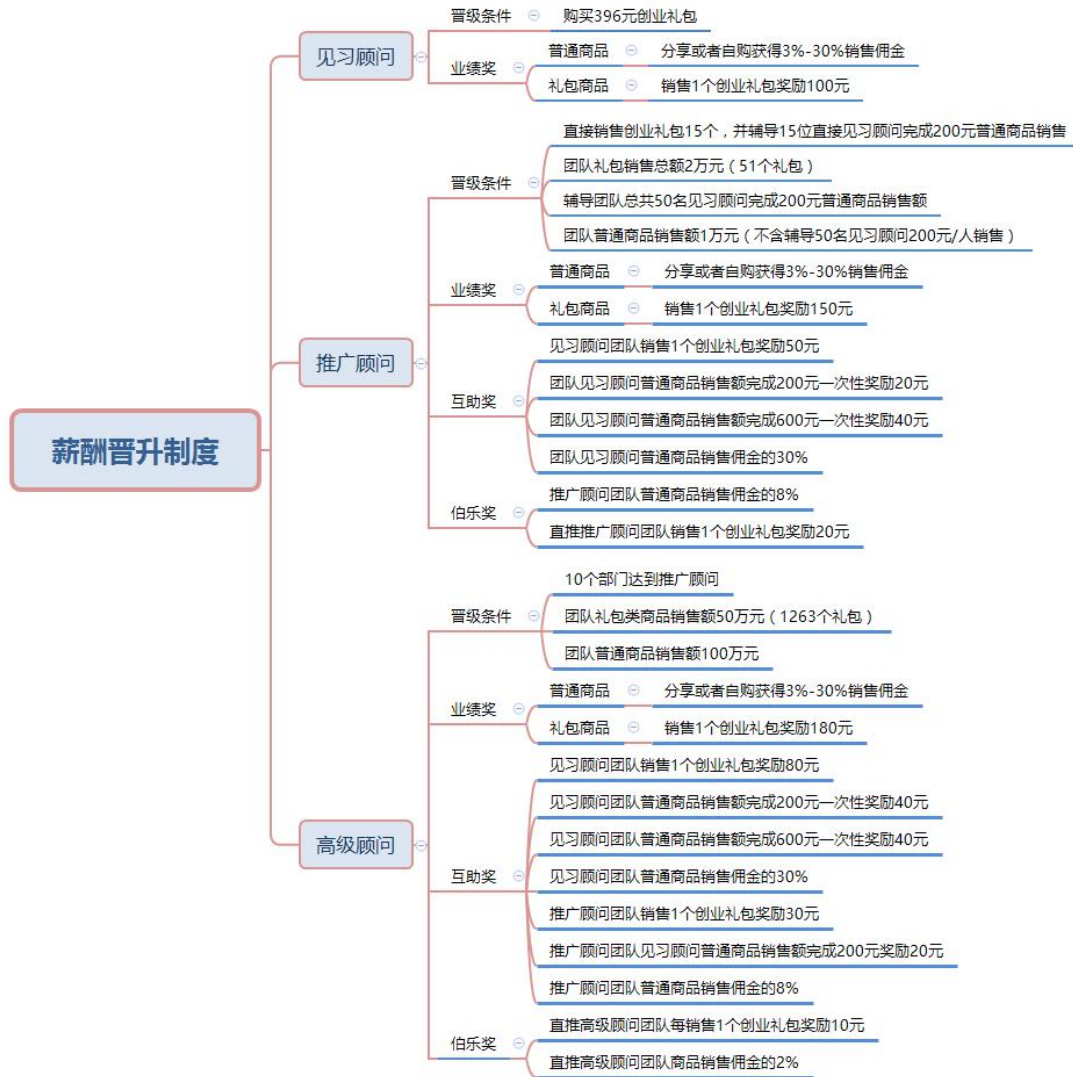 薪酬晋升制度
见习顾问
晋级条件
购买396元创业礼包
业绩奖
普通商品
分享或者自购获得3%-30%销售佣金
礼包商品
销售1个创业礼包奖励100元
推广顾问
晋级条件
直接销售创业礼包15个，并辅导15位直接见习顾问完成200元普通商品销售
团队礼包销售总额2万元（51个礼包）
辅导团队总共50名见习顾问完成200元普通商品销售额
团队普通商品销售额1万元（不含辅导50名见习顾问200元/人销售）
业绩奖
普通商品
分享或者自购获得3%-30%销售佣金
礼包商品
销售1个创业礼包奖励150元
互助奖
见习顾问团队销售1个创业礼包奖励50元
团队见习顾问普通商品销售额完成200元一次性奖励20元
团队见习顾问普通商品销售额完成600元一次性奖励40元
团队见习顾问普通商品销售佣金的30%
伯乐奖
推广顾问团队普通商品销售佣金的8%
直推推广顾问团队销售1个创业礼包奖励20元
高级顾问
晋级条件
10个部门达到推广顾问
团队礼包类商品销售额50万元（1263个礼包）
团队普通商品销售额100万元
业绩奖
普通商品
分享或者自购获得3%-30%销售佣金
礼包商品
销售1个创业礼包奖励180元
互助奖
见习顾问团队销售1个创业礼包奖励80元
见习顾问团队普通商品销售额完成200元一次性奖励40元
见习顾问团队普通商品销售额完成600元一次性奖励40元
见习顾问团队普通商品销售佣金的30%
推广顾问团队销售1个创业礼包奖励30元
推广顾问团队见习顾问普通商品销售额完成200元奖励20元
推广顾问团队普通商品销售佣金的8%
伯乐奖
直推高级顾问团队每销售1个创业礼包奖励10元
直推高级顾问团队商品销售佣金的2%